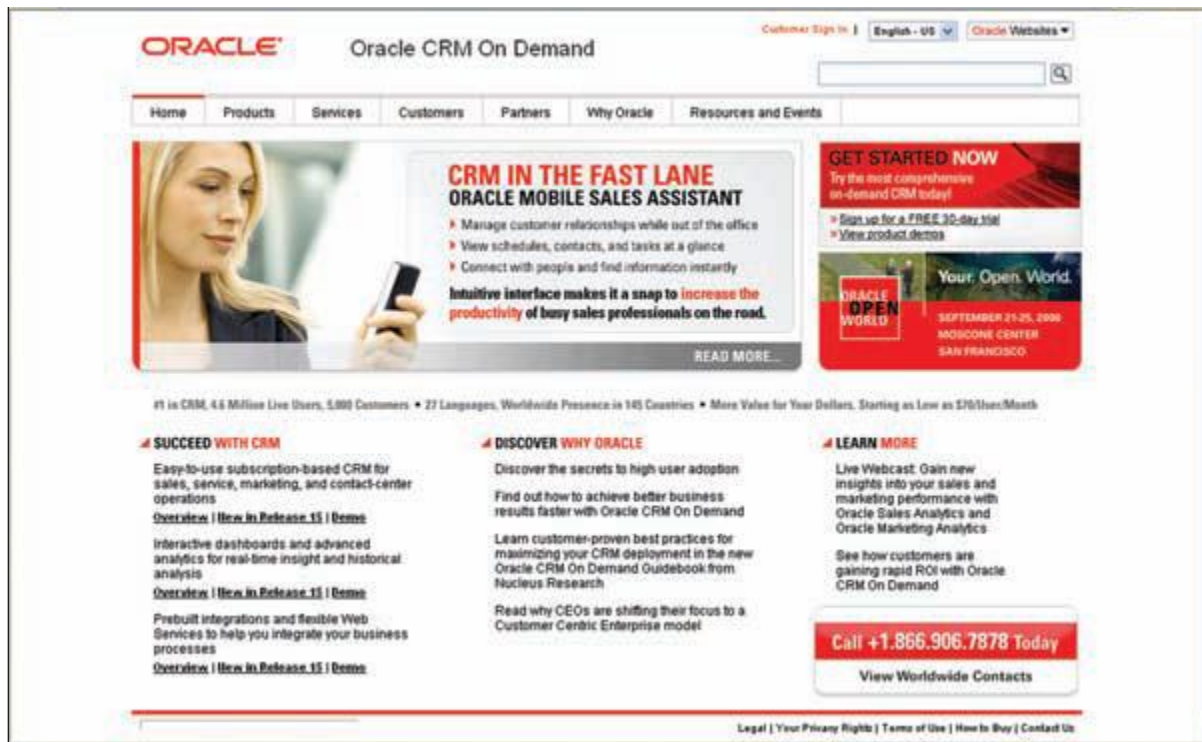 Customer Sign In | English - US Oracle Websites
ORACLE Oracle CRM On Demand
Home Products Services Customers Partners Why Oracle Resources and Events
CRM IN THE FAST LANE
ORACLE MOBILE SALES ASSISTANT
Manage customer relationships while out of the office
View schedules, contacts, and tasks at a glance
Connect with people and find information instantly
Intuitive interface makes it a snap to increase the
productivity of busy sales professionals on the road.
READ MORE...
GET STARTED NOW
Try the most comprehensive
on-demand CRM today!
» Sign up for a FREE 30-day trial
» View product demos
Your. Open. World.
ORACLE
OPEN
WORLD
SEPTEMBER 21-25, 2008
MOSCONE CENTER
SAN FRANCISCO
#1 in CRM, 4.6 Million Live Users, 5,000 Customers • 27 Languages, Worldwide Presence in 145 Countries • More Value for Your Dollars, Starting as Low as $70/User/Month
SUCCEED WITH CRM
Easy-to-use subscription-based CRM for
sales, service, marketing, and contact-center
operations
Overview | New in Release 15 | Demo
Interactive dashboards and advanced
analytics for real-time insight and historical
analysis
Overview | New in Release 15 | Demo
Prebuilt integrations and flexible Web
Services to help you integrate your business
processes
Overview | New in Release 15 | Demo
DISCOVER WHY ORACLE
Discover the secrets to high user adoption
Find out how to achieve better business
results faster with Oracle CRM On Demand
Learn customer-proven best practices for
maximizing your CRM deployment in the new
Oracle CRM On Demand Guidebook from
Nucleus Research
Read why CEOs are shifting their focus to a
Customer Centric Enterprise model
LEARN MORE
Live Webcast: Gain new
insights into your sales and
marketing performance with
Oracle Sales Analytics and
Oracle Marketing Analytics
See how customers are
gaining rapid ROI with Oracle
CRM On Demand
Call +1.866.906.7878 Today
View Worldwide Contacts
Legal | Your Privacy Rights | Terms of Use | How to Buy | Contact Us